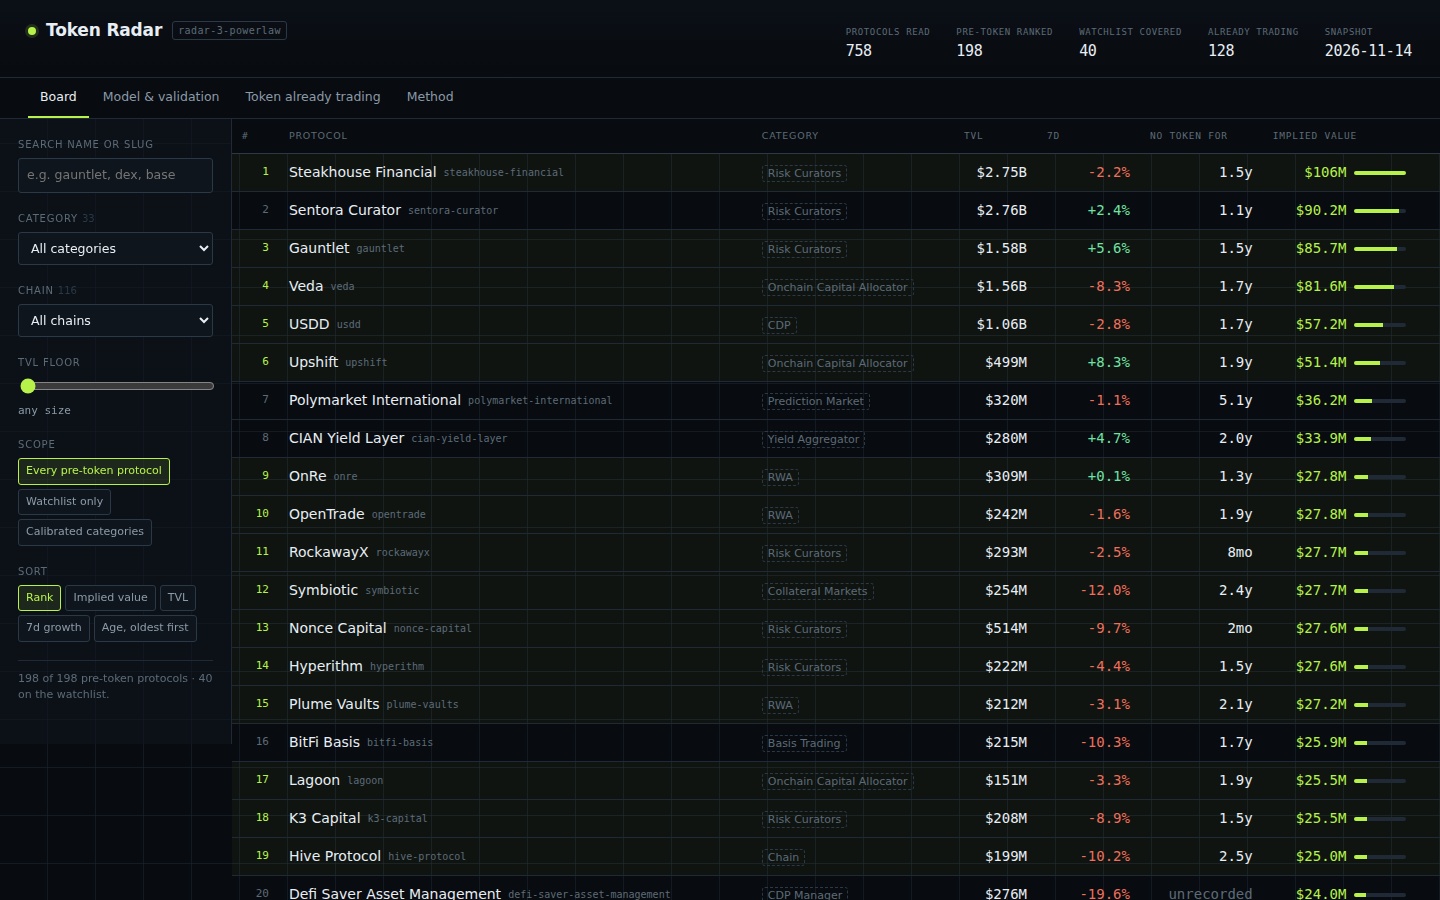 Token Radar radar-3-powerlaw
PROTOCOLS READ PRE-TOKEN RANKED WATCHLIST COVERED ALREADY TRADING SNAPSHOT
758 198 40 128 2026-11-14
Board Model & validation Token already trading Method
SEARCH NAME OR SLUG
e.g. gauntlet, dex, base
CATEGORY 33
All categories
CHAIN 116
All chains
TVL FLOOR
any size
SCOPE
Every pre-token protocol
Watchlist only
Calibrated categories
SORT
Rank Implied value TVL
7d growth Age, oldest first
198 of 198 pre-token protocols · 40
on the watchlist.
# PROTOCOL CATEGORY TVL 7D NO TOKEN FOR IMPLIED VALUE
1 Steakhouse Financial steakhouse-financial Risk Curators $2.75B -2.2% 1.5y $106M
2 Sentora Curator sentora-curator Risk Curators $2.76B +2.4% 1.1y $90.2M
3 Gauntlet gauntlet Risk Curators $1.58B +5.6% 1.5y $85.7M
4 Veda veda Onchain Capital Allocator $1.56B -8.3% 1.7y $81.6M
5 USDD usdd CDP $1.06B -2.8% 1.7y $57.2M
6 Upshift upshift Onchain Capital Allocator $499M +8.3% 1.9y $51.4M
7 Polymarket International polymarket-international Prediction Market $320M -1.1% 5.1y $36.2M
8 CIAN Yield Layer cian-yield-layer Yield Aggregator $280M +4.7% 2.0y $33.9M
9 OnRe onre RWA $309M +0.1% 1.3y $27.8M
10 OpenTrade opentrade RWA $242M -1.6% 1.9y $27.8M
11 RockawayX rockawayx Risk Curators $293M -2.5% 8mo $27.7M
12 Symbiotic symbiotic Collateral Markets $254M -12.0% 2.4y $27.7M
13 Nonce Capital nonce-capital Risk Curators $514M -9.7% 2mo $27.6M
14 Hyperithm hyperithm Risk Curators $222M -4.4% 1.5y $27.6M
15 Plume Vaults plume-vaults RWA $212M -3.1% 2.1y $27.2M
16 BitFi Basis bitfi-basis Basis Trading $215M -10.3% 1.7y $25.9M
17 Lagoon lagoon Onchain Capital Allocator $151M -3.3% 1.9y $25.5M
18 K3 Capital k3-capital Risk Curators $208M -8.9% 1.5y $25.5M
19 Hive Protocol hive-protocol Chain $199M -10.2% 2.5y $25.0M
20 Defi Saver Asset Management defi-saver-asset-management CDP Manager $276M -19.6% unrecorded $24.0M